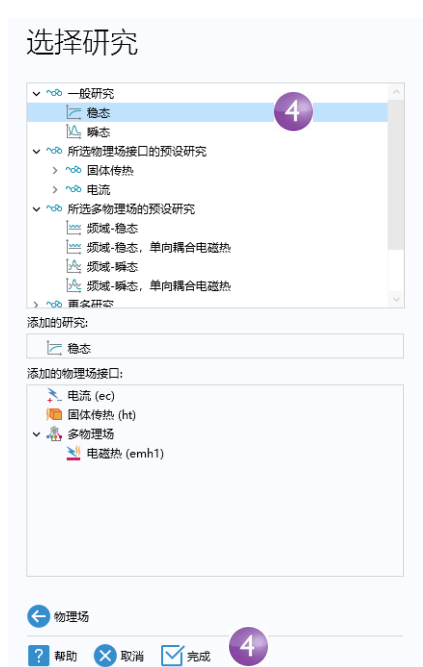 选择研究
一般研究
稳态
4
瞬态
所选物理场接口的预设研究
固体传热
电流
所选多物理场的预设研究
频域-稳态
频域-稳态，单向耦合电磁热
频域-瞬态
频域-瞬态，单向耦合电磁热
更多研究
添加的研究:
稳态
添加的物理场接口:
电流 (ec)
固体传热 (ht)
多物理场
电磁热 (emh1)
物理场
? 帮助 取消 完成 4